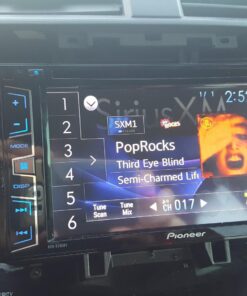 SiriusXM
1
2
3
4
5
6
SXM1
PopRocks
Third Eye Blind
Semi-Charmed Life
Tune Scan
Tune Mix
CH 017
MODE
DISP
Pioneer